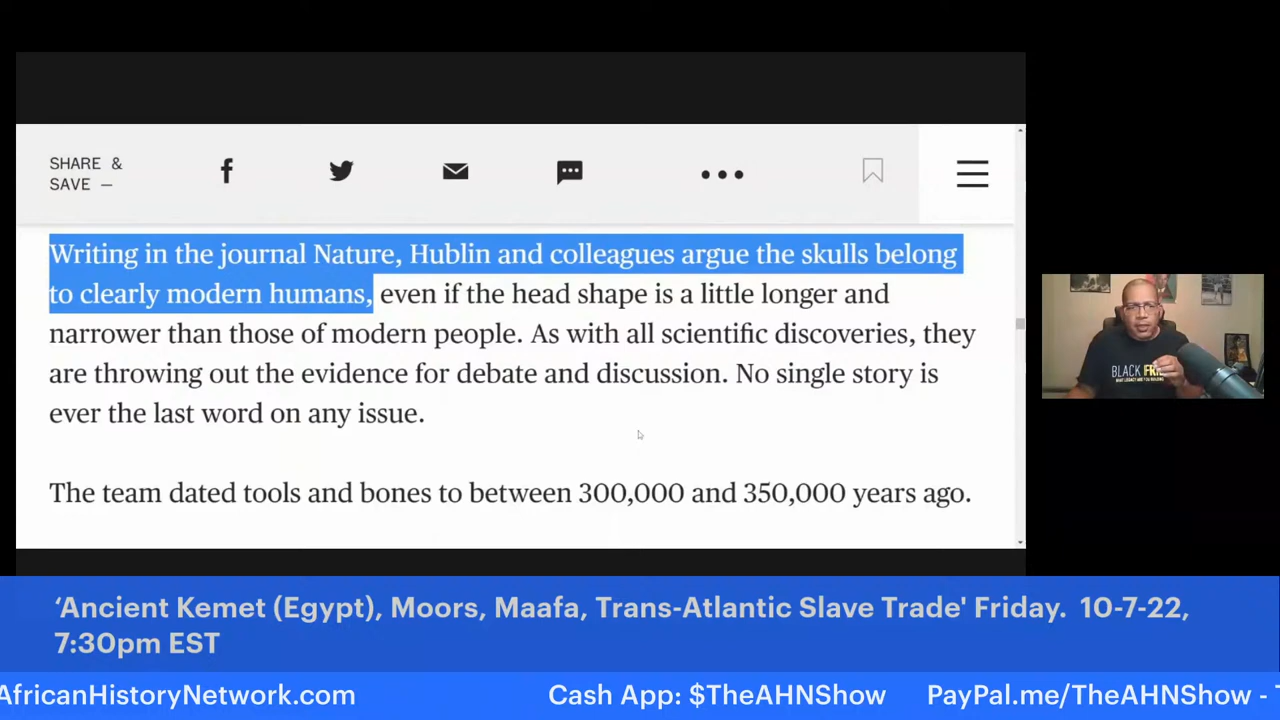 SHARE &
SAVE —
Writing in the journal Nature, Hublin and colleagues argue the skulls belong
to clearly modern humans, even if the head shape is a little longer and
narrower than those of modern people. As with all scientific discoveries, they
are throwing out the evidence for debate and discussion. No single story is
ever the last word on any issue.
The team dated tools and bones to between 300,000 and 350,000 years ago.
BLACK
‘Ancient Kemet (Egypt), Moors, Maafa, Trans-Atlantic Slave Trade' Friday.  10-7-22,
7:30pm EST
AfricanHistoryNetwork.com Cash App: $TheAHNShow PayPal.me/TheAHNShow -